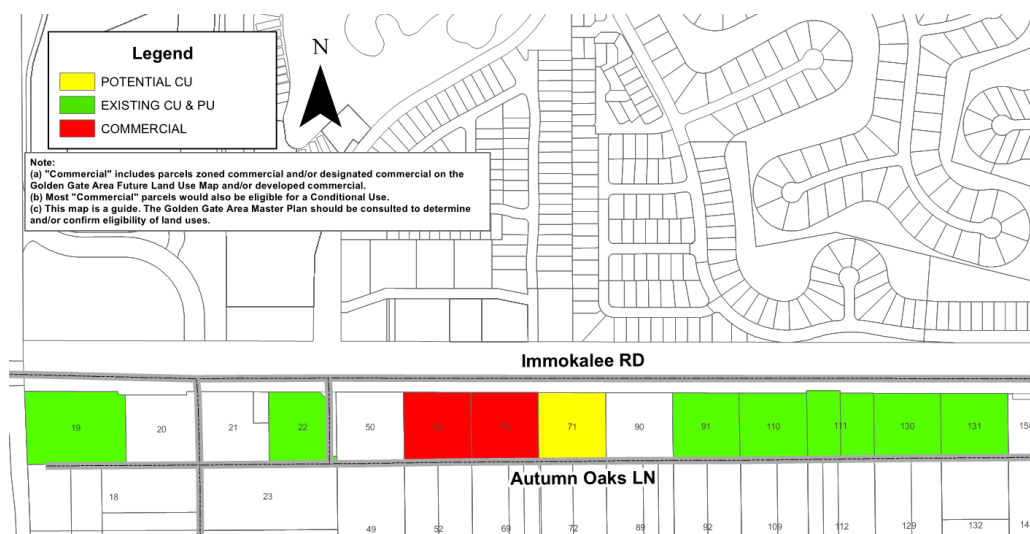 Legend
N
POTENTIAL CU
EXISTING CU & PU
COMMERCIAL
Note:
(a) "Commercial" includes parcels zoned commercial and/or designated commercial on the
Golden Gate Area Future Land Use Map and/or developed commercial.
(b) Most "Commercial" parcels would also be eligible for a Conditional Use.
(c) This map is a guide. The Golden Gate Area Master Plan should be consulted to determine
and/or confirm eligibility of land uses.
Immokalee RD
19 20 21 22 50 71 90 91 110 111 130 131
Autumn Oaks LN
18 23 49 52 69 72 89 92 109 112 129 132